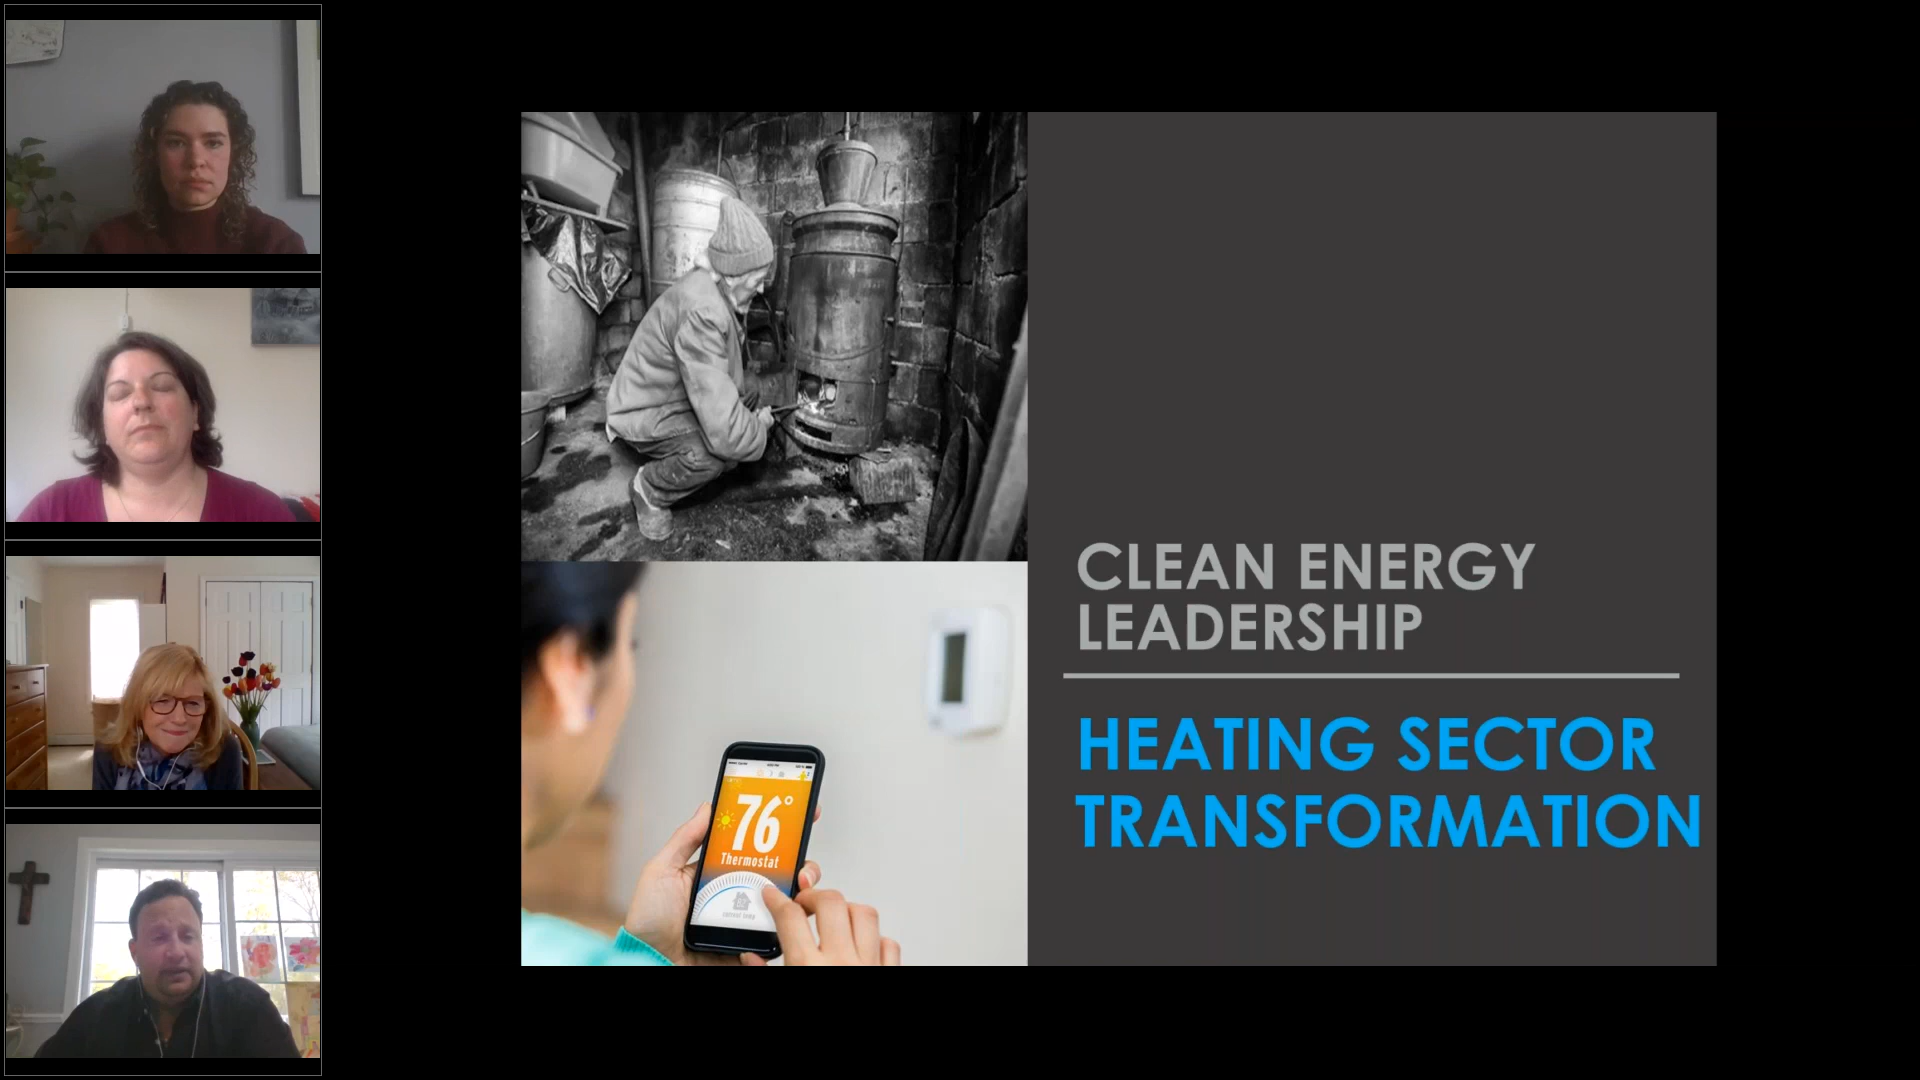 CLEAN ENERGY
LEADERSHIP
HEATING SECTOR
TRANSFORMATION
76°
Thermostat